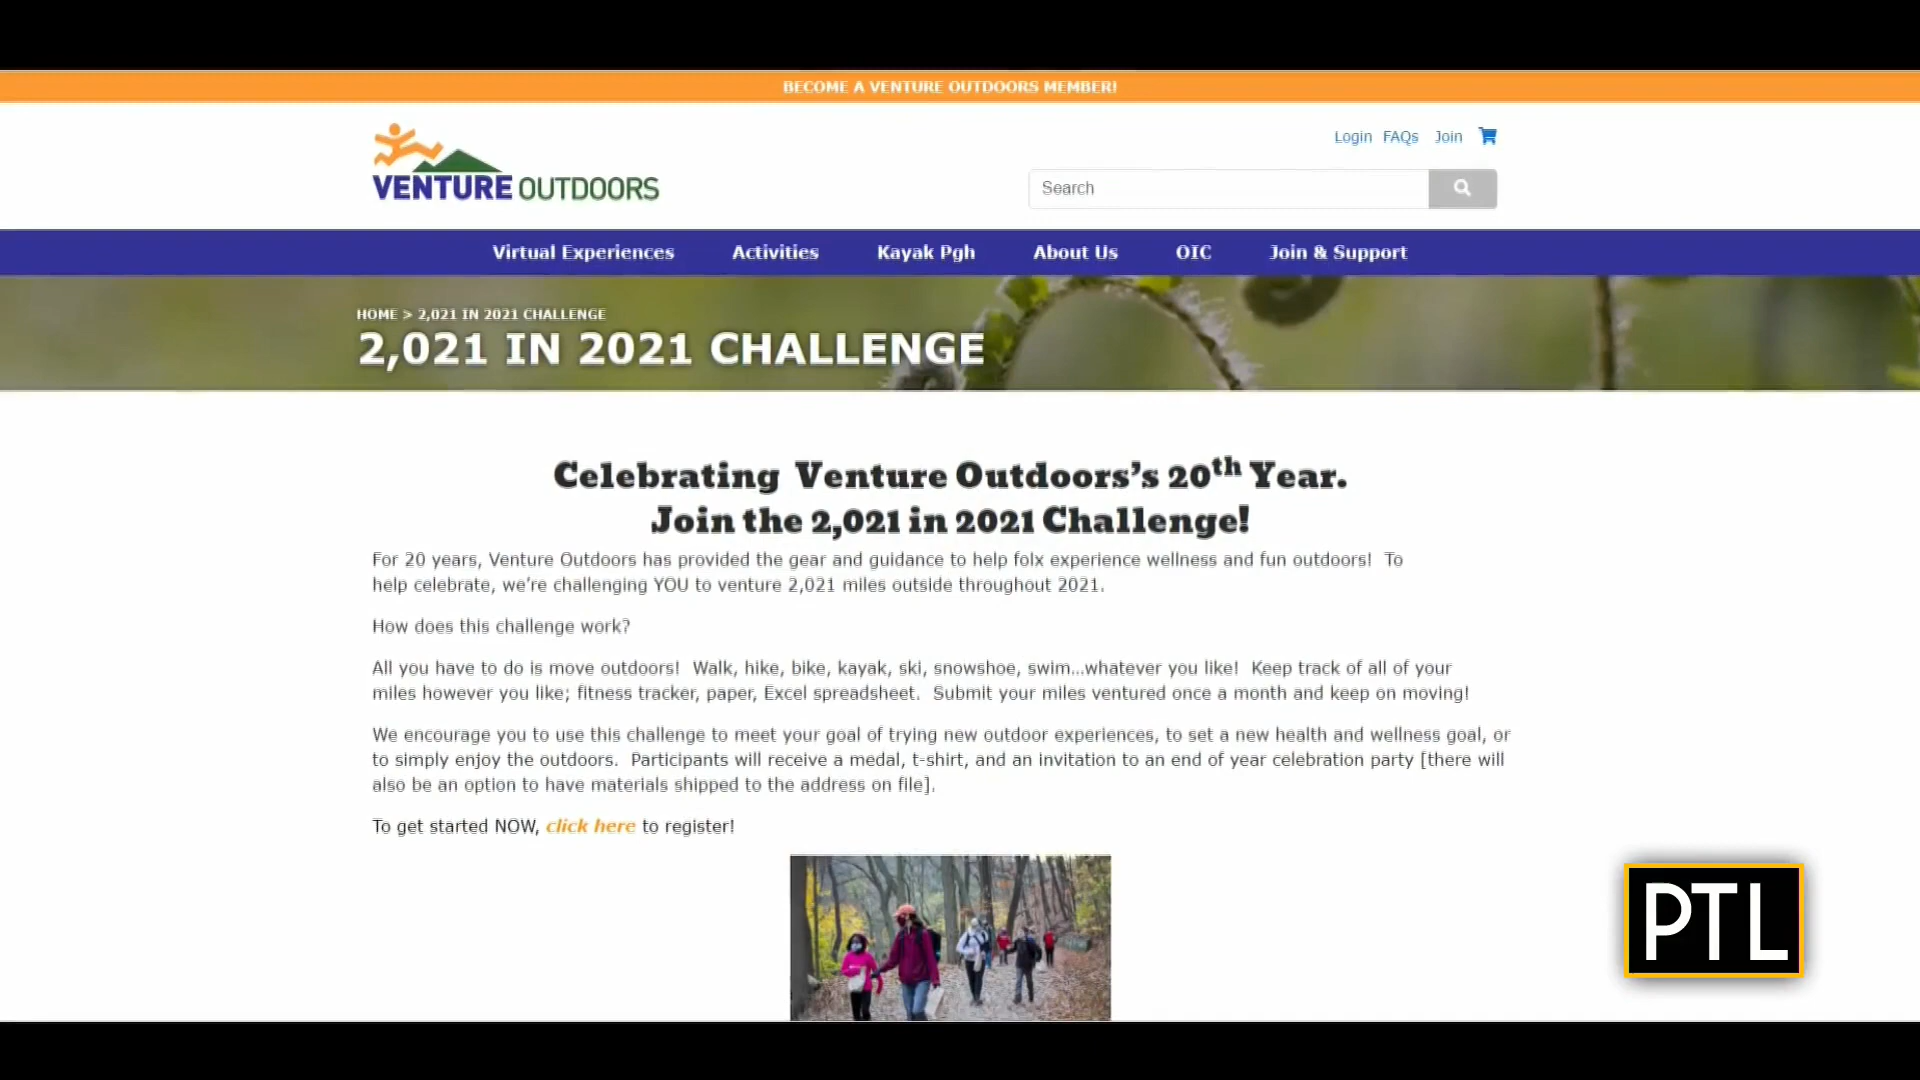 BECOME A VENTURE OUTDOORS MEMBER!
VENTURE OUTDOORS
Login FAQs Join
Search
Virtual Experiences Activities Kayak Pgh About Us OIC Join & Support
HOME > 2,021 IN 2021 CHALLENGE
2,021 IN 2021 CHALLENGE
Celebrating Venture Outdoors’s 20th Year.
Join the 2,021 in 2021 Challenge!
For 20 years, Venture Outdoors has provided the gear and guidance to help folx experience wellness and fun outdoors! To
help celebrate, we’re challenging YOU to venture 2,021 miles outside throughout 2021.
How does this challenge work?
All you have to do is move outdoors! Walk, hike, bike, kayak, ski, snowshoe, swim…whatever you like! Keep track of all of your
miles however you like; fitness tracker, paper, Excel spreadsheet. Submit your miles ventured once a month and keep on moving!
We encourage you to use this challenge to meet your goal of trying new outdoor experiences, to set a new health and wellness goal, or
to simply enjoy the outdoors. Participants will receive a medal, t-shirt, and an invitation to an end of year celebration party [there will
also be an option to have materials shipped to the address on file].
To get started NOW, click here to register!
PTL